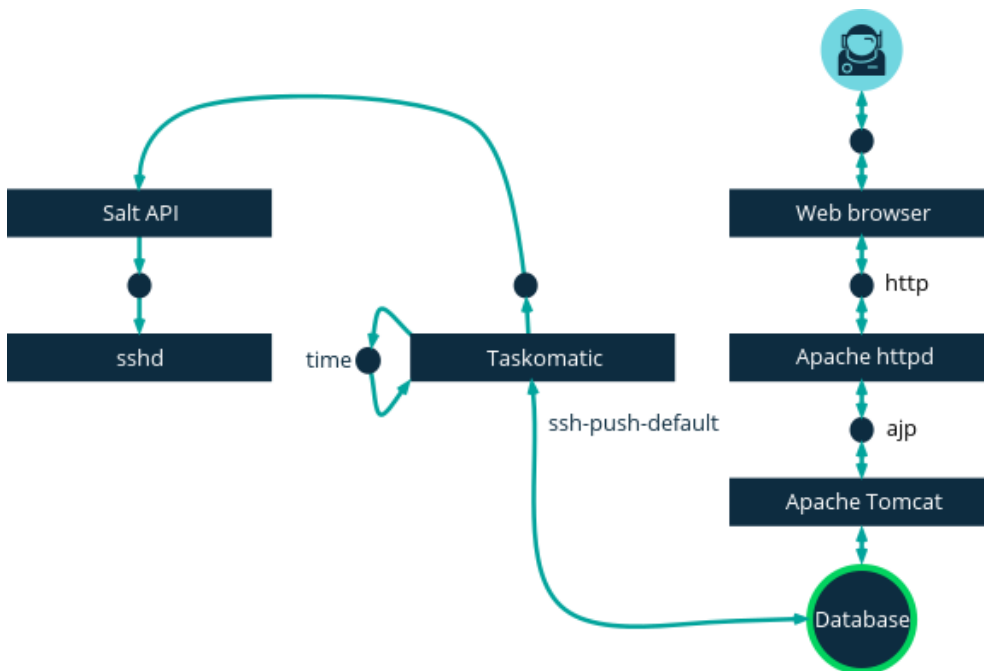 Salt API
Web browser
http
sshd
time
Taskomatic
Apache httpd
ssh-push-default
ajp
Apache Tomcat
Database